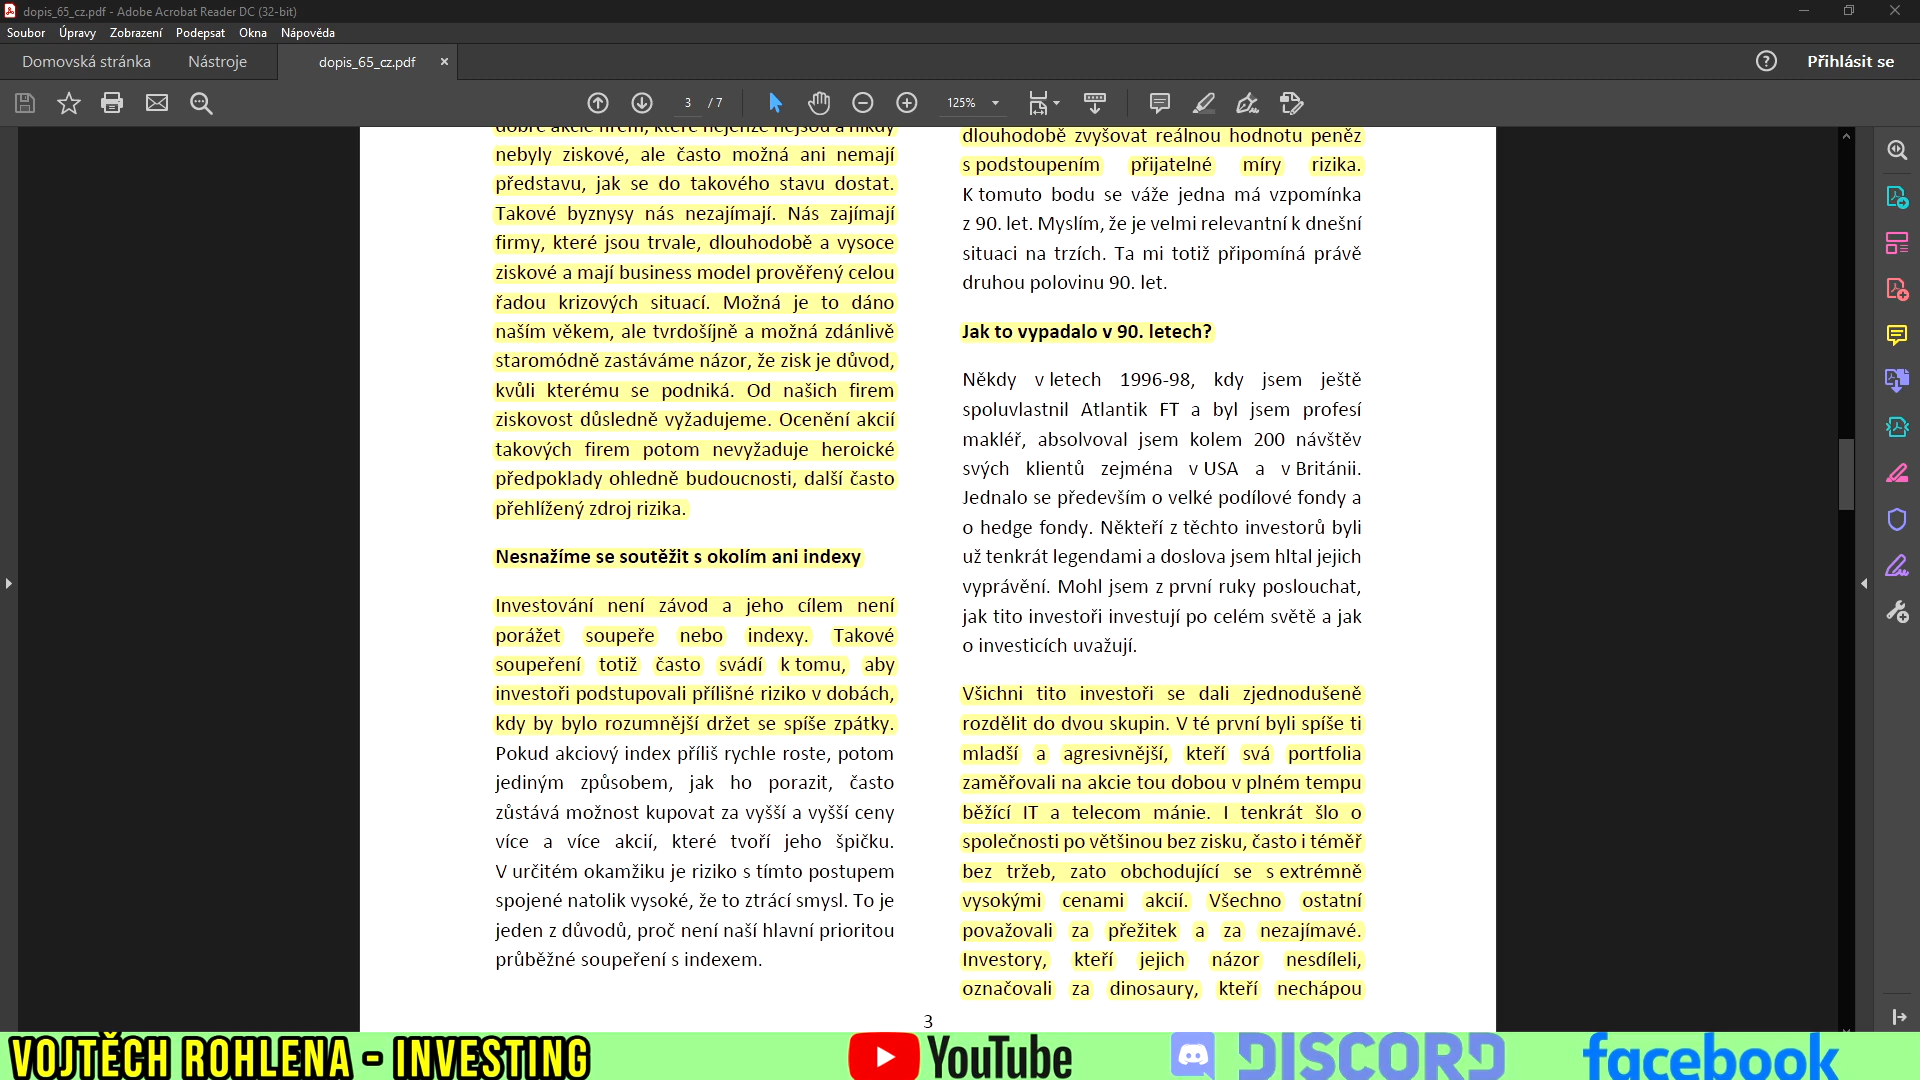 dopis_65_cz.pdf - Adobe Acrobat Reader DC (32-bit)
Soubor Úpravy Zobrazení Podepsat Okna Nápověda
Domovská stránka Nástroje dopis_65_cz.pdf × Přihlásit se
3 / 7 125%
dobré akcie firem, které nejenže nejsou a nikdy
nebyly ziskové, ale často možná ani nemají
představu, jak se do takového stavu dostat.
Takové byznysy nás nezajímají. Nás zajímají
firmy, které jsou trvale, dlouhodobě a vysoce
ziskové a mají business model prověřený celou
řadou krizových situací. Možná je to dáno
naším věkem, ale tvrdošíjně a možná zdánlivě
staromódně zastáváme názor, že zisk je důvod,
kvůli kterému se podniká. Od našich firem
ziskovost důsledně vyžadujeme. Ocenění akcií
takových firem potom nevyžaduje heroické
předpoklady ohledně budoucnosti, další často
přehlížený zdroj rizika.
Nesnažíme se soutěžit s okolím ani indexy
Investování není závod a jeho cílem není
porážet soupeře nebo indexy. Takové
soupeření totiž často svádí k tomu, aby
investoři podstupovali přílišné riziko v dobách,
kdy by bylo rozumnější držet se spíše zpátky.
Pokud akciový index příliš rychle roste, potom
jediným způsobem, jak ho porazit, často
zůstává možnost kupovat za vyšší a vyšší ceny
více a více akcií, které tvoří jeho špičku.
V určitém okamžiku je riziko s tímto postupem
spojené natolik vysoké, že to ztrácí smysl. To je
jeden z důvodů, proč není naší hlavní prioritou
průběžné soupeření s indexem.
dlouhodobě zvyšovat reálnou hodnotu peněz
s podstoupením přijatelné míry rizika.
K tomuto bodu se váže jedna má vzpomínka
z 90. let. Myslím, že je velmi relevantní k dnešní
situaci na trzích. Ta mi totiž připomíná právě
druhou polovinu 90. let.
Jak to vypadalo v 90. letech?
Někdy v letech 1996-98, kdy jsem ještě
spoluvlastnil Atlantik FT a byl jsem profesí
makléř, absolvoval jsem kolem 200 návštěv
svých klientů zejména v USA a v Británii.
Jednalo se především o velké podílové fondy a
o hedge fondy. Někteří z těchto investorů byli
už tenkrát legendami a doslova jsem hltal jejich
vyprávění. Mohl jsem z první ruky poslouchat,
jak tito investoři investují po celém světě a jak
o investicích uvažují.
Všichni tito investoři se dali zjednodušeně
rozdělit do dvou skupin. V té první byli spíše ti
mladší a agresivnější, kteří svá portfolia
zaměřovali na akcie tou dobou v plném tempu
běžící IT a telecom mánie. I tenkrát šlo o
společnosti po většinou bez zisku, často i téměř
bez tržeb, zato obchodující se s extrémně
vysokými cenami akcií. Všechno ostatní
považovali za přežitek a za nezajímavé.
Investory, kteří jejich názor nesdíleli,
označovali za dinosaury, kteří nechápou
3
VOJTĚCH ROHLENA - INVESTING YouTube DISCORD facebook